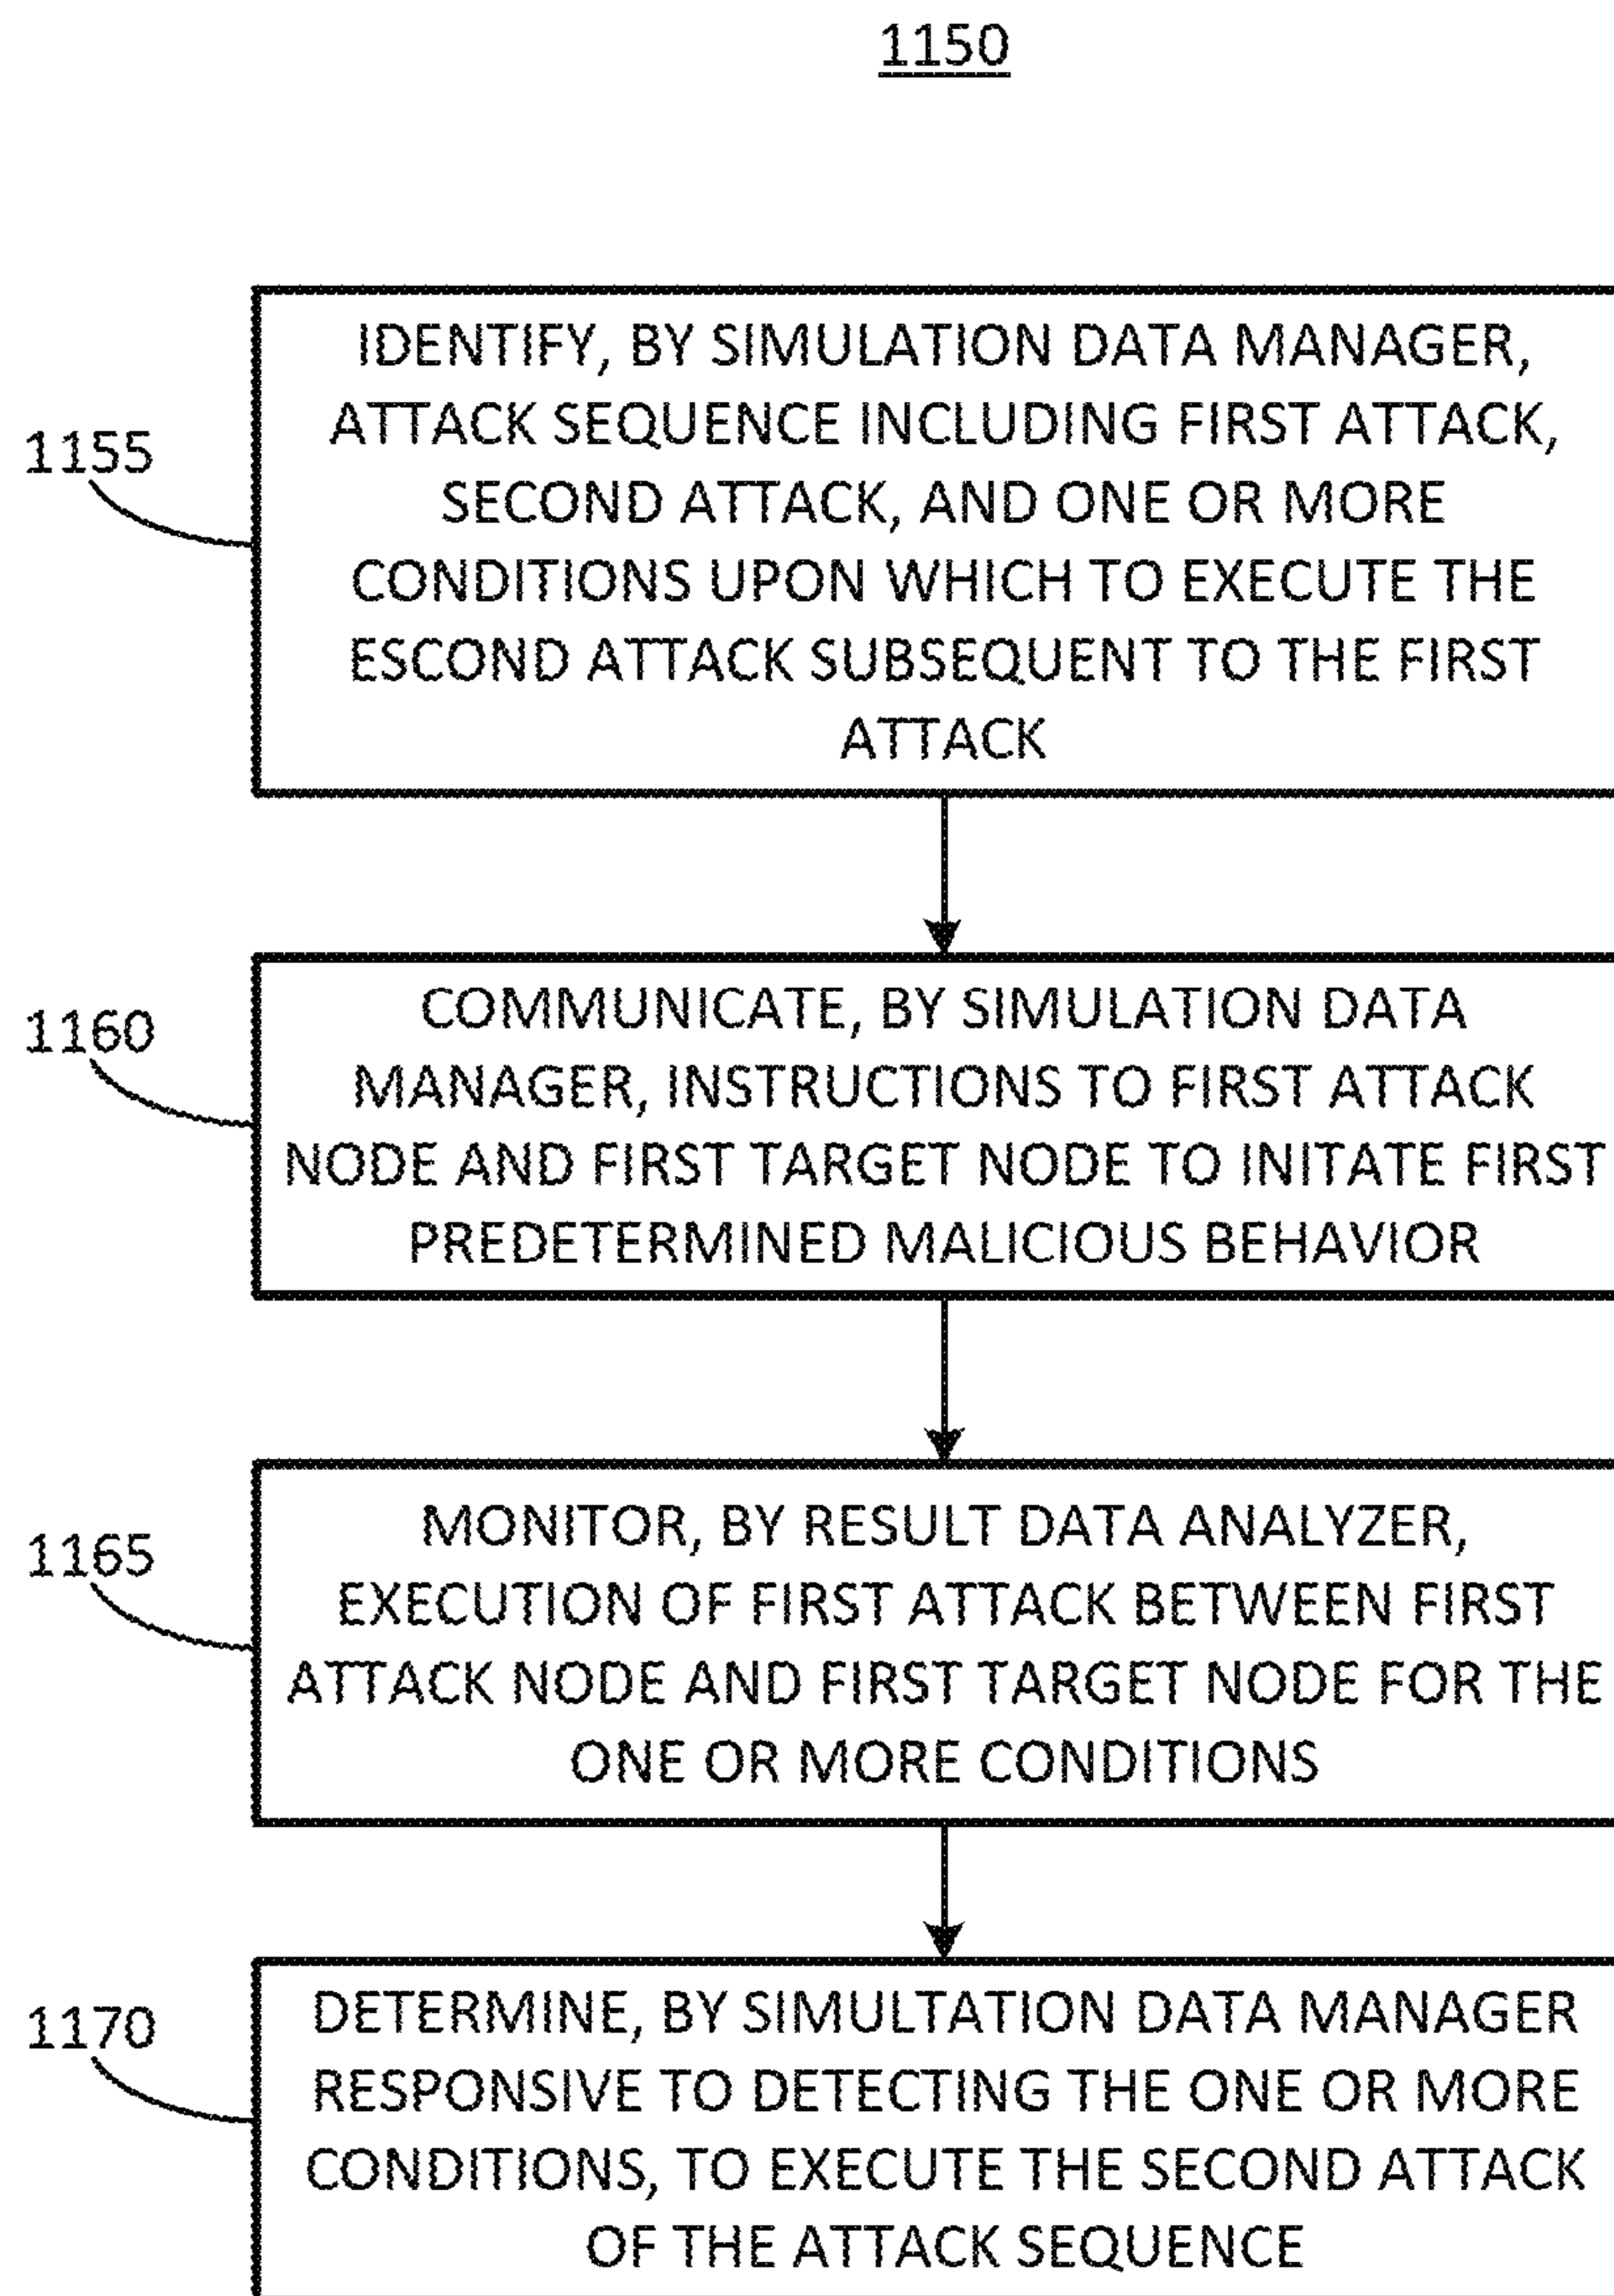 1150
1155
IDENTIFY, BY SIMULATION DATA MANAGER,
ATTACK SEQUENCE INCLUDING FIRST ATTACK,
SECOND ATTACK, AND ONE OR MORE
CONDITIONS UPON WHICH TO EXECUTE THE
ESCOND ATTACK SUBSEQUENT TO THE FIRST
ATTACK
1160
COMMUNICATE, BY SIMULATION DATA
MANAGER, INSTRUCTIONS TO FIRST ATTACK
NODE AND FIRST TARGET NODE TO INITATE FIRST
PREDETERMINED MALICIOUS BEHAVIOR
1165
MONITOR, BY RESULT DATA ANALYZER,
EXECUTION OF FIRST ATTACK BETWEEN FIRST
ATTACK NODE AND FIRST TARGET NODE FOR THE
ONE OR MORE CONDITIONS
1170
DETERMINE, BY SIMULTATION DATA MANAGER
RESPONSIVE TO DETECTING THE ONE OR MORE
CONDITIONS, TO EXECUTE THE SECOND ATTACK
OF THE ATTACK SEQUENCE